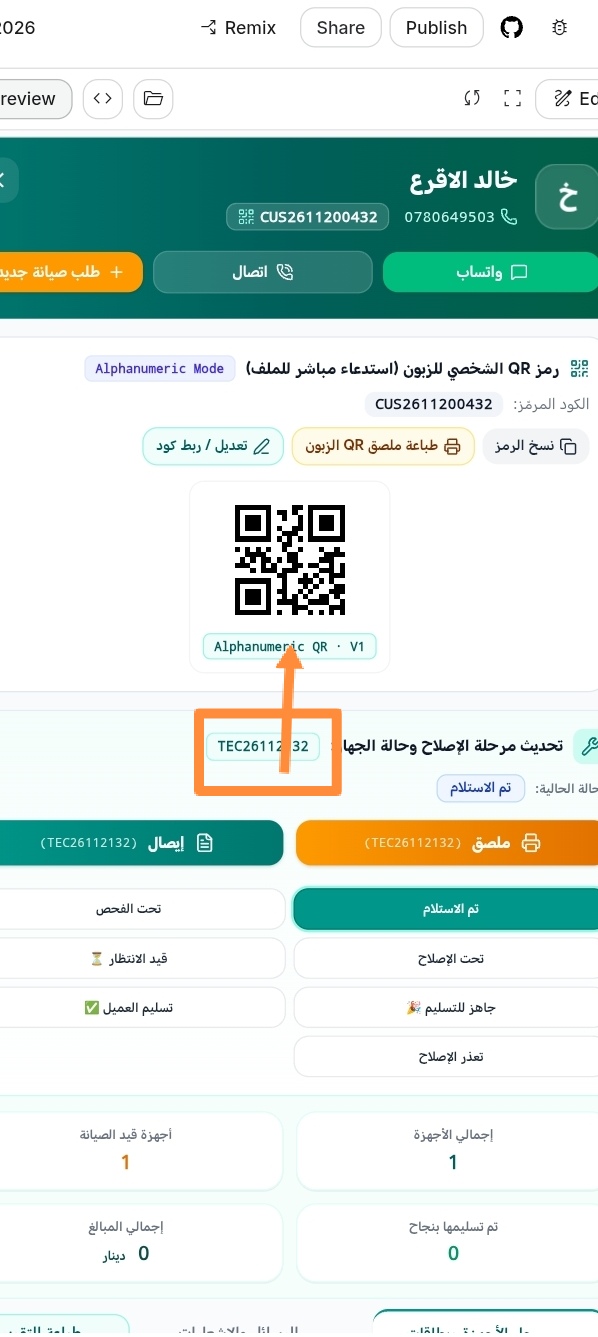 2026
Remix
Share
Publish
review
Ed
خ
خالد الاقرع
0780649503
CUS2611200432
واتساب
اتصال
طلب صيانة جديد
رمز QR الشخصي للزبون (استدعاء مباشر للملف)
Alphanumeric Mode
الكود المرمّز:
CUS2611200432
نسخ الرمز
طباعة ملصق QR الزبون
تعديل / ربط كود
Alphanumeric QR · V1
تحديث مرحلة الإصلاح وحالة الجهاز
TEC26112132
حالة الحالية:
تم الاستلام
ملصق (TEC26112132)
إيصال (TEC26112132)
تم الاستلام
تحت الفحص
تحت الإصلاح
قيد الانتظار ⏳
جاهز للتسليم 🎉
تسليم العميل ✅
تعذر الإصلاح
إجمالي الأجهزة
1
أجهزة قيد الصيانة
1
تم تسليمها بنجاح
0
إجمالي المبالغ
0 دينار